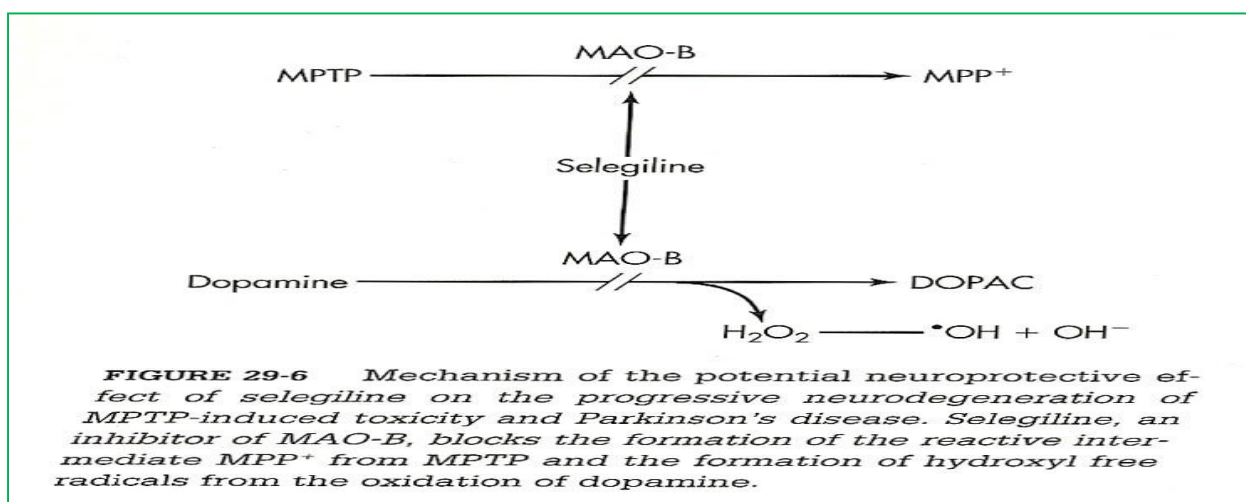 MAO-B
MPTP MPP⁺
Selegiline
MAO-B
Dopamine DOPAC
H₂O₂ •OH + OH⁻
FIGURE 29-6 Mechanism of the potential neuroprotective ef-
fect of selegiline on the progressive neurodegeneration of
MPTP-induced toxicity and Parkinson's disease. Selegiline, an
inhibitor of MAO-B, blocks the formation of the reactive inter-
mediate MPP⁺ from MPTP and the formation of hydroxyl free
radicals from the oxidation of dopamine.